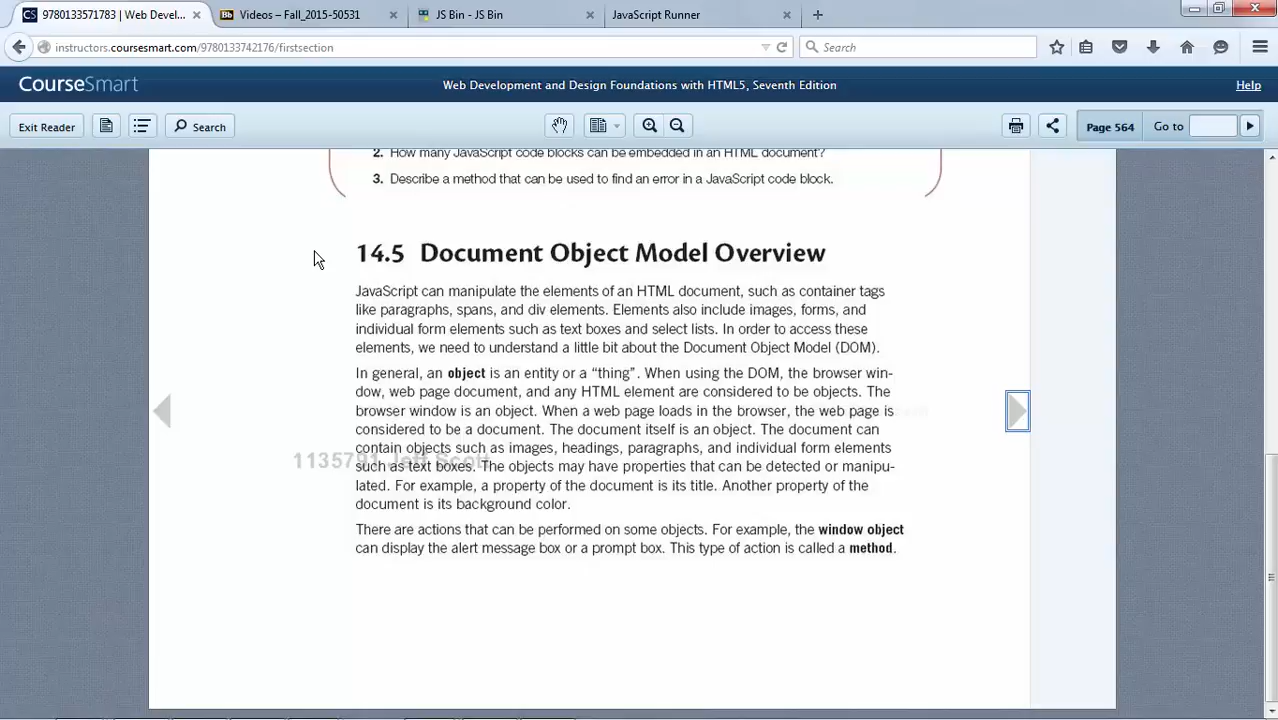 9780133571783 | Web Devel...
Videos – Fall_2015-50531
JS Bin - JS Bin
JavaScript Runner
instructors.coursesmart.com/9780133742176/firstsection
Search
CourseSmart
Web Development and Design Foundations with HTML5, Seventh Edition
Help
Exit Reader
Search
Page 564
Go to
2. How many JavaScript code blocks can be embedded in an HTML document?
3. Describe a method that can be used to find an error in a JavaScript code block.
14.5 Document Object Model Overview
JavaScript can manipulate the elements of an HTML document, such as container tags
like paragraphs, spans, and div elements. Elements also include images, forms, and
individual form elements such as text boxes and select lists. In order to access these
elements, we need to understand a little bit about the Document Object Model (DOM).
In general, an object is an entity or a “thing”. When using the DOM, the browser win-
dow, web page document, and any HTML element are considered to be objects. The
browser window is an object. When a web page loads in the browser, the web page is
considered to be a document. The document itself is an object. The document can
contain objects such as images, headings, paragraphs, and individual form elements
such as text boxes. The objects may have properties that can be detected or manipu-
lated. For example, a property of the document is its title. Another property of the
document is its background color.
1135791 Jeff Scott
There are actions that can be performed on some objects. For example, the window object
can display the alert message box or a prompt box. This type of action is called a method.